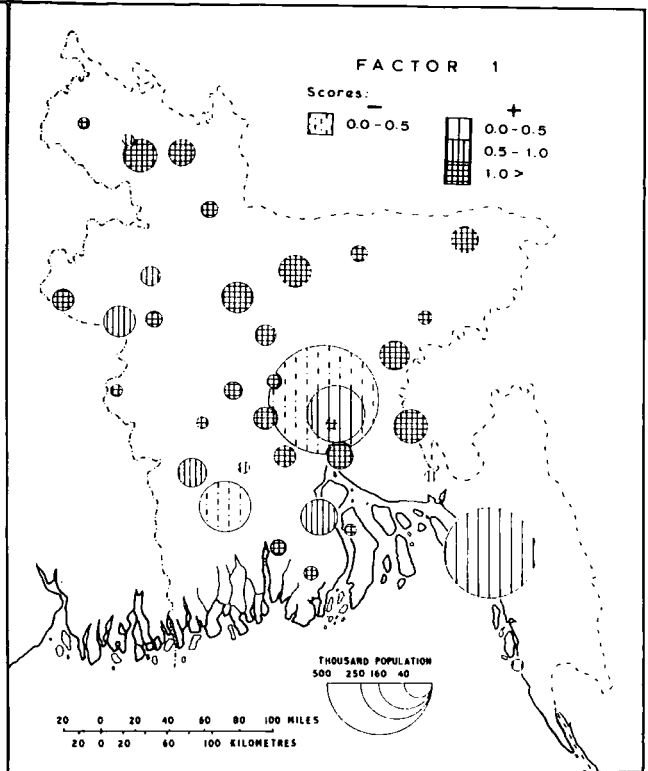 FACTOR 1
Scores:
− +
0.0-0.5 0.0-0.5
0.5-1.0
1.0 >
THOUSAND POPULATION
500 250 160 40
20 0 20 40 60 80 100 MILES
20 0 20 60 100 KILOMETRES